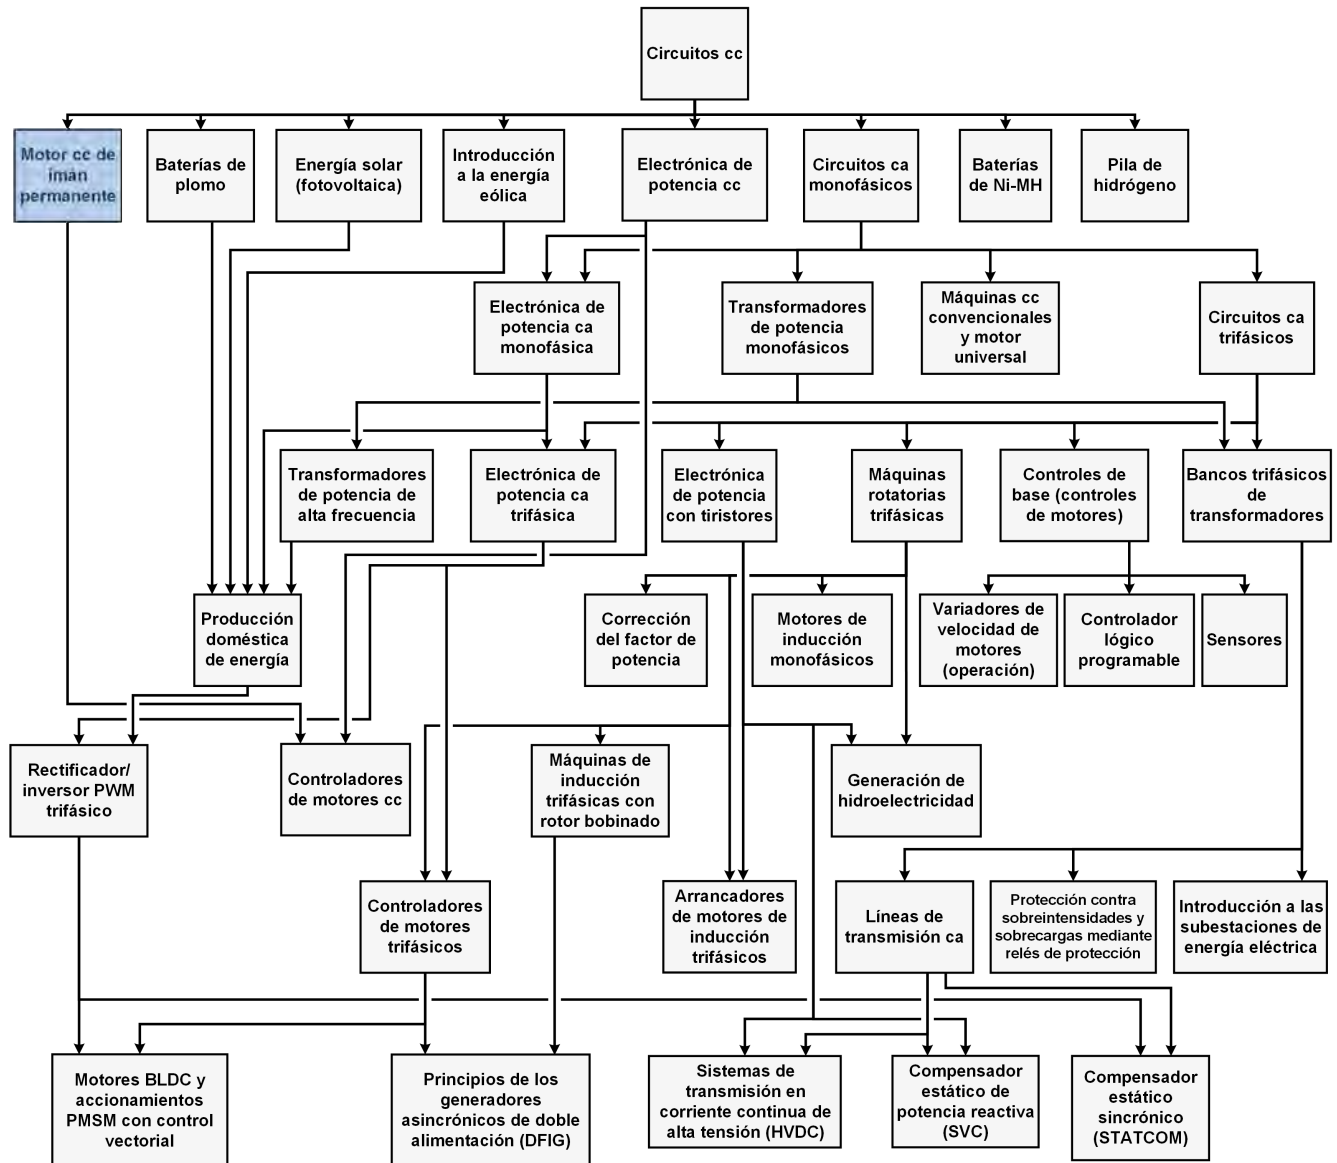 Circuitos cc
Motor cc de
imán
permanente
Baterías de
plomo
Energía solar
(fotovoltaica)
Introducción
a la energía
eólica
Electrónica de
potencia cc
Circuitos ca
monofásicos
Baterías
de Ni-MH
Pila de
hidrógeno
Electrónica de
potencia ca
monofásica
Transformadores
de potencia
monofásicos
Máquinas cc
convencionales
y motor
universal
Circuitos ca
trifásicos
Transformadores
de potencia de
alta frecuencia
Electrónica de
potencia ca
trifásica
Electrónica
de potencia
con tiristores
Máquinas
rotatorias
trifásicas
Controles de
base (controles
de motores)
Bancos trifásicos
de
transformadores
Producción
doméstica
de energía
Corrección
del factor de
potencia
Motores de
inducción
monofásicos
Variadores de
velocidad de
motores
(operación)
Controlador
lógico
programable
Sensores
Rectificador/
inversor PWM
trifásico
Controladores
de motores cc
Máquinas de
inducción
trifásicas con
rotor bobinado
Generación de
hidroelectricidad
Controladores
de motores
trifásicos
Arrancadores
de motores de
inducción
trifásicos
Líneas de
transmisión ca
Protección contra
sobreintensidades y
sobrecargas mediante
relés de protección
Introducción a las
subestaciones de
energía eléctrica
Motores BLDC y
accionamientos
PMSM con control
vectorial
Principios de los
generadores
asincrónicos de doble
alimentación (DFIG)
Sistemas de
transmisión en
corriente continua de
alta tensión (HVDC)
Compensador
estático de
potencia reactiva
(SVC)
Compensador
estático
sincrónico
(STATCOM)